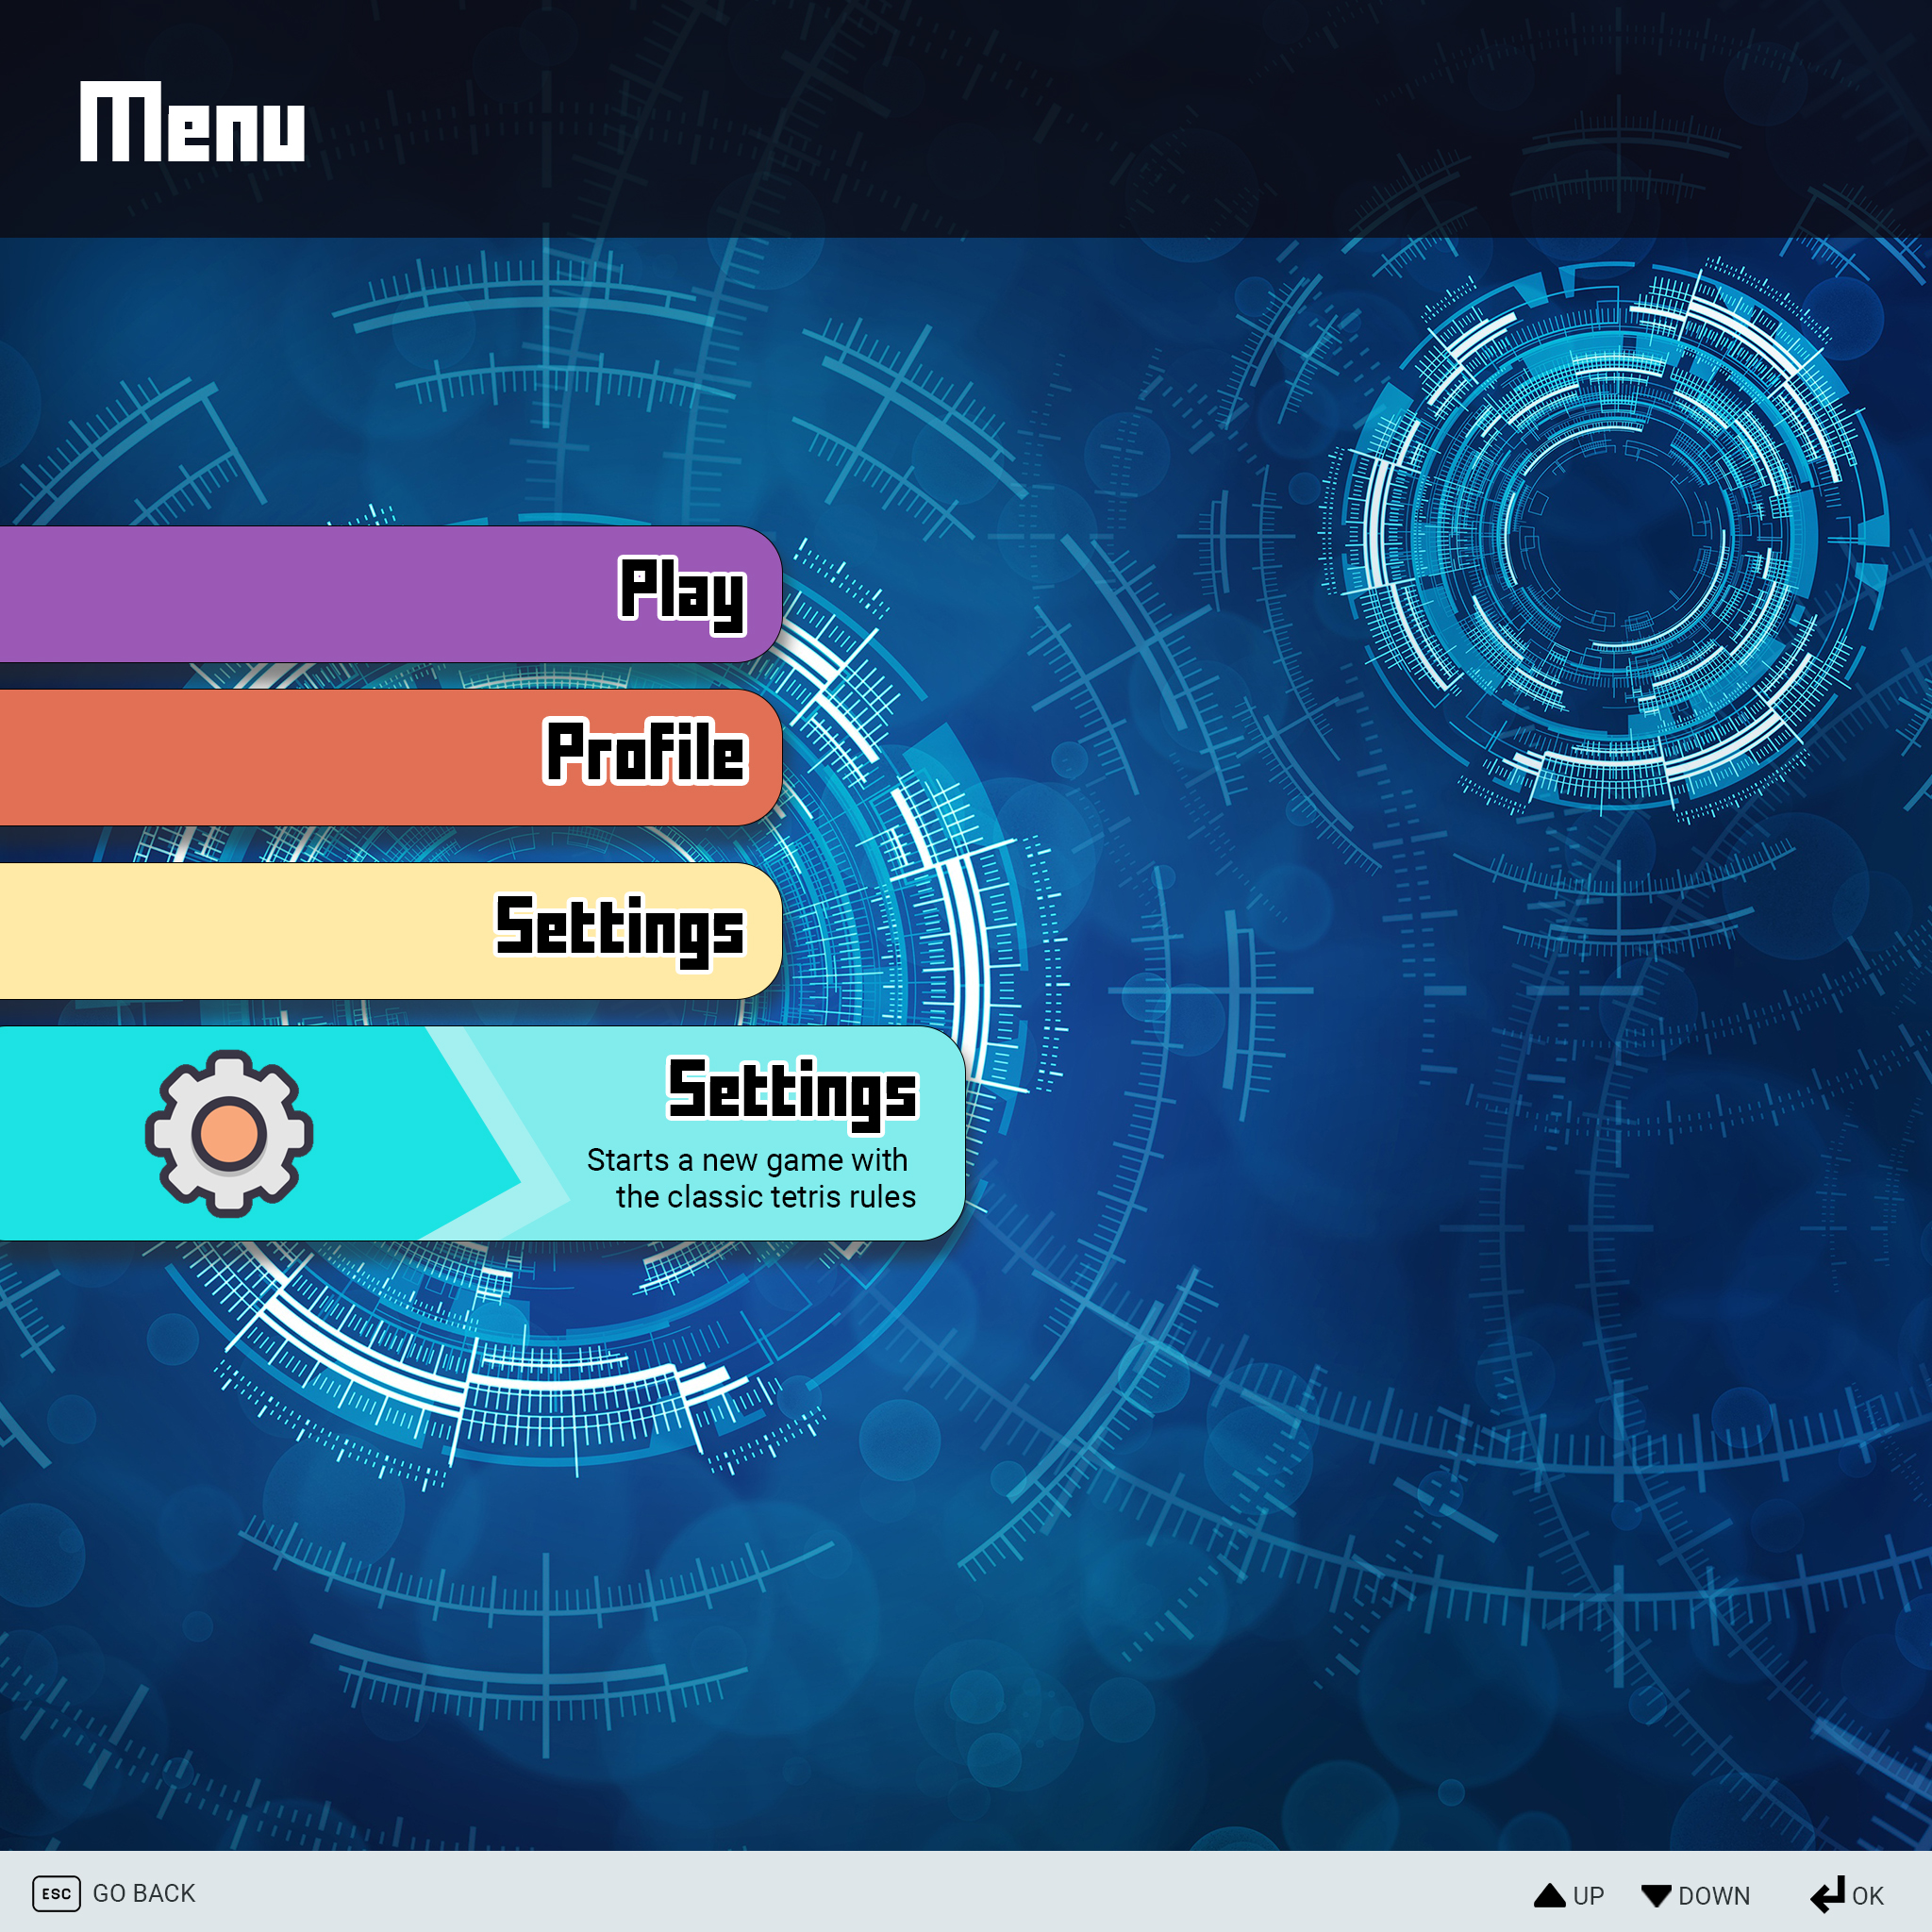 Menu
Play
Profile
Settings
Settings
Starts a new game with
the classic tetris rules
ESC GO BACK
UP DOWN OK